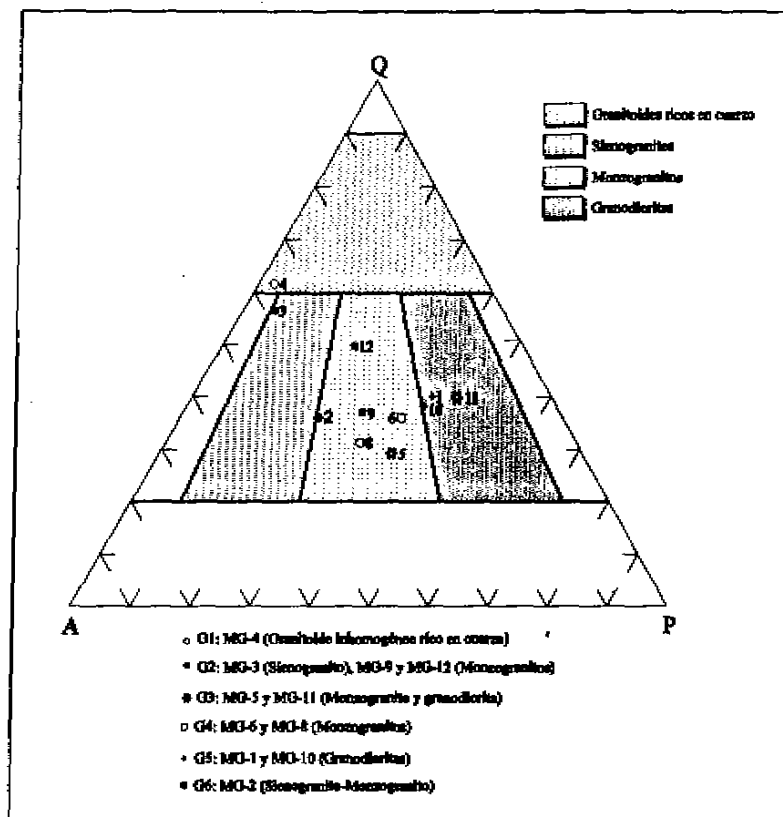 Q
Granitoides ricos en cuarzo
Sienogranitos
Monzogranitos
Granodioritas
4
3
12
1
11
10
2
9
6
8
5
A
P
G1: MG-4 (Granitoide inhomogéneo rico en cuarzo)
G2: MG-3 (Sienogranito), MG-9 y MG-12 (Monzogranitos)
G3: MG-5 y MG-11 (Monzogranito y granodiorita)
G4: MG-6 y MG-8 (Monzogranitos)
G5: MG-1 y MG-10 (Granodioritas)
G6: MG-2 (Sienogranito-Monzogranito)